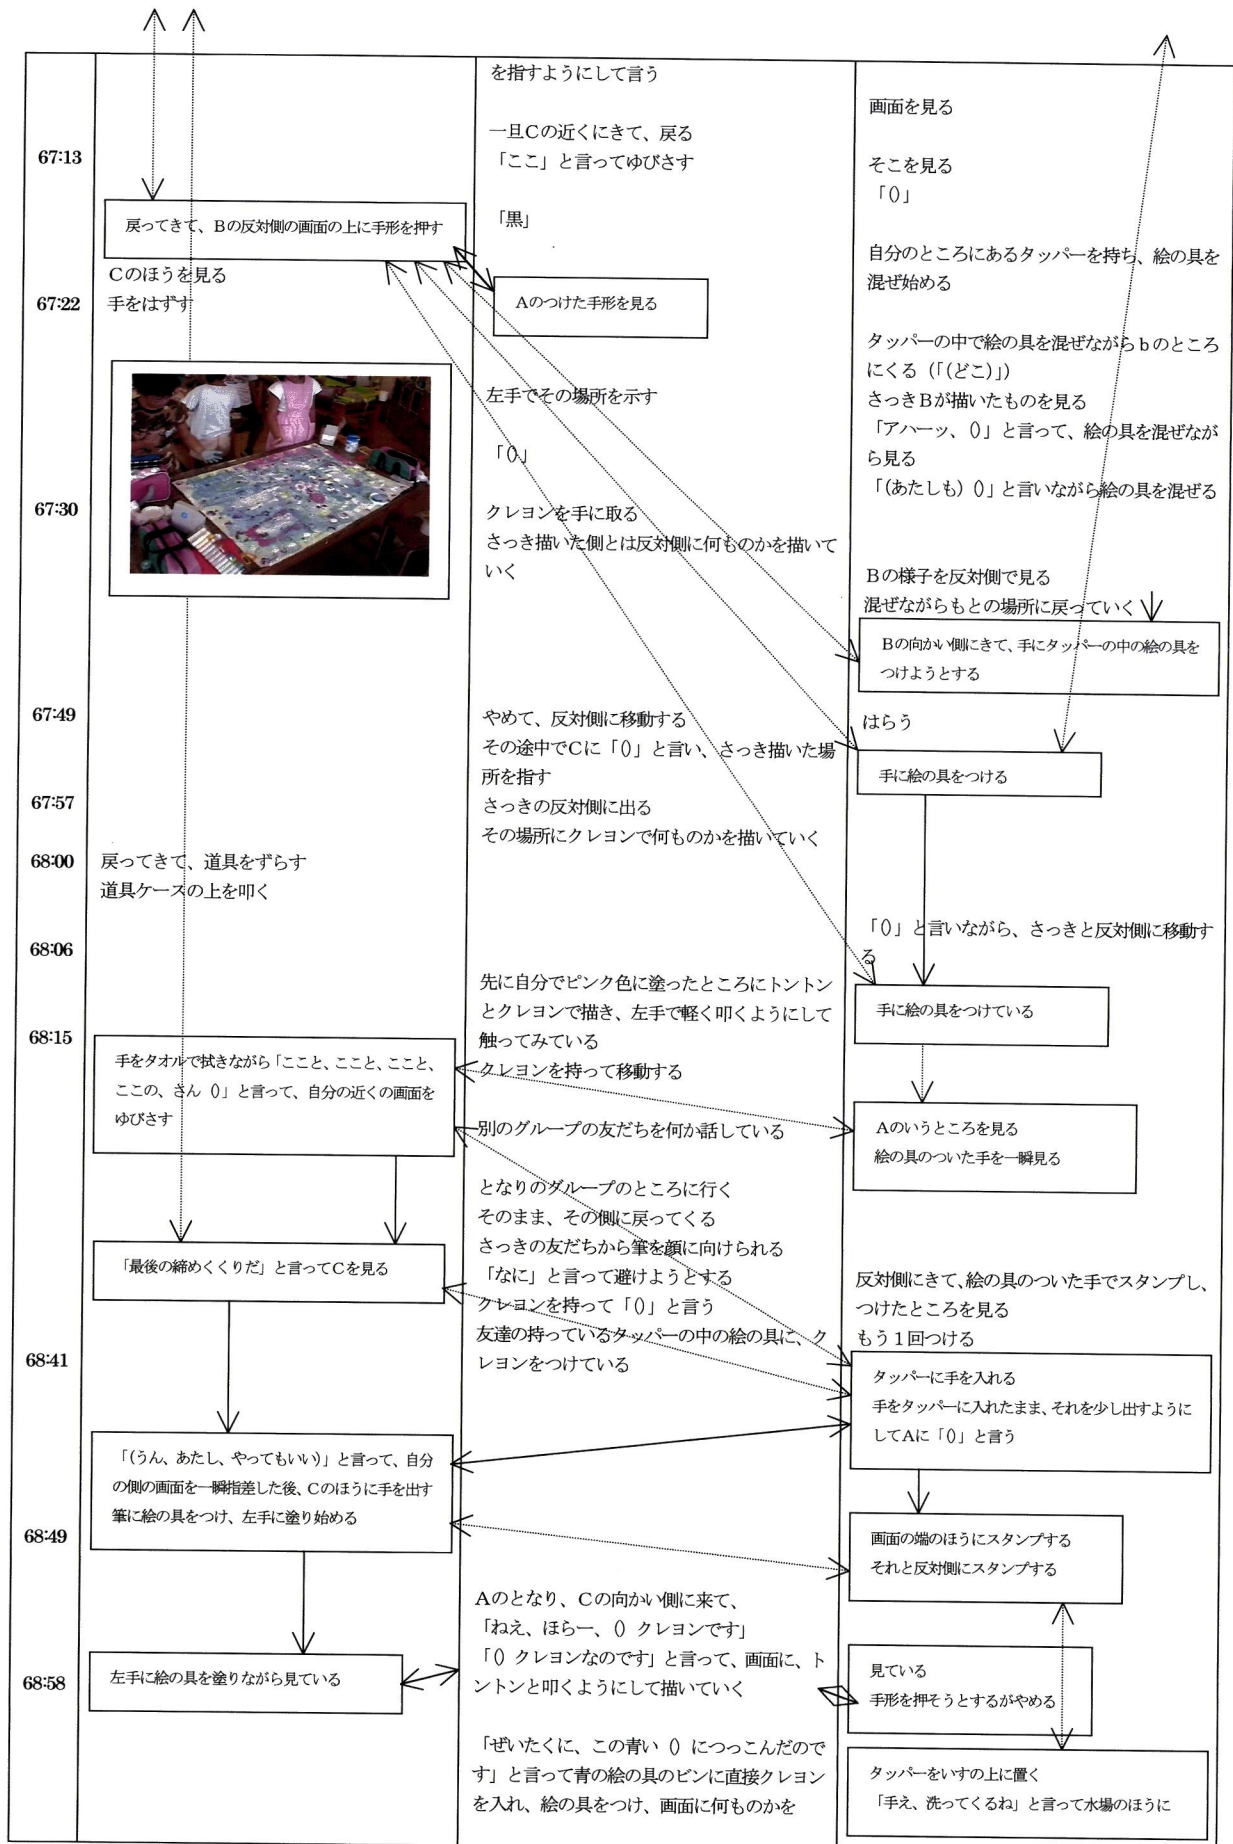 を指すようにして言う
画面を見る
一旦Cの近くにきて、戻る
67:13
「ここ」と言ってゆびさす
そこを見る
「()」
戻ってきて、Bの反対側の画面の上に手形を押す
「黒」
自分のところにあるタッパーを持ち、絵の具を
混ぜ始める
Cのほうを見る
67:22
手をはずす
Aのつけた手形を見る
タッパーの中で絵の具を混ぜながらbのところ
にくる(「(どこ)」)
左手でその場所を示す
さっきBが描いたものを見る
「アハーッ、()」と言って、絵の具を混ぜなが
ら見る
「()」
「(あたしも)()」と言いながら絵の具を混ぜる
67:30
クレヨンを手に取る
さっき描いた側とは反対側に何ものかを描いて
いく
Bの様子を反対側で見る
混ぜながらもとの場所に戻っていく
Bの向かい側にきて、手にタッパーの中の絵の具を
つけようとする
67:49
やめて、反対側に移動する
はらう
その途中でCに「()」と言い、さっき描いた場
所を指す
手に絵の具をつける
67:57
さっきの反対側に出る
その場所にクレヨンで何ものかを描いていく
68:00
戻ってきて、道具をずらす
道具ケースの上を叩く
68:06
「()」と言いながら、さっきと反対側に移動す
る
先に自分でピンク色に塗ったところにトントン
とクレヨンで描き、左手で軽く叩くようにして
触ってみている
クレヨンを持って移動する
手に絵の具をつけている
68:15
手をタオルで拭きながら「ここと、ここと、ここと、
ここの、さん ()」と言って、自分の近くの画面を
ゆびさす
別のグループの友だちを何か話している
Aのいうところを見る
絵の具のついた手を一瞬見る
となりのグループのところに行く
そのまま、その側に戻ってくる
さっきの友だちから筆を顔に向けられる
「なに」と言って避けようとする
クレヨンを持って「()」と言う
友達の持っているタッパーの中の絵の具に、ク
レヨンをつけている
「最後の締めくくりだ」と言ってCを見る
反対側にきて、絵の具のついた手でスタンプし、
つけたところを見る
もう1回つける
68:41
タッパーに手を入れる
手をタッパーに入れたまま、それを少し出すように
してAに「()」と言う
「(うん、あたし、やってもいい)」と言って、自分
の側の画面を一瞬指差した後、Cのほうに手を出す
筆に絵の具をつけ、左手に塗り始める
68:49
画面の端のほうにスタンプする
それと反対側にスタンプする
Aのとなり、Cの向かい側に来て、
「ねえ、ほらー、() クレヨンです」
「() クレヨンなのです」と言って、画面に、ト
ントンと叩くようにして描いていく
68:58
左手に絵の具を塗りながら見ている
見ている
手形を押そうとするがやめる
「ぜいたくに、この青い () につっこんだので
す」と言って青の絵の具のビンに直接クレヨン
を入れ、絵の具をつけ、画面に何ものかを
タッパーをいすの上に置く
「手え、洗ってくるね」と言って水場のほうに